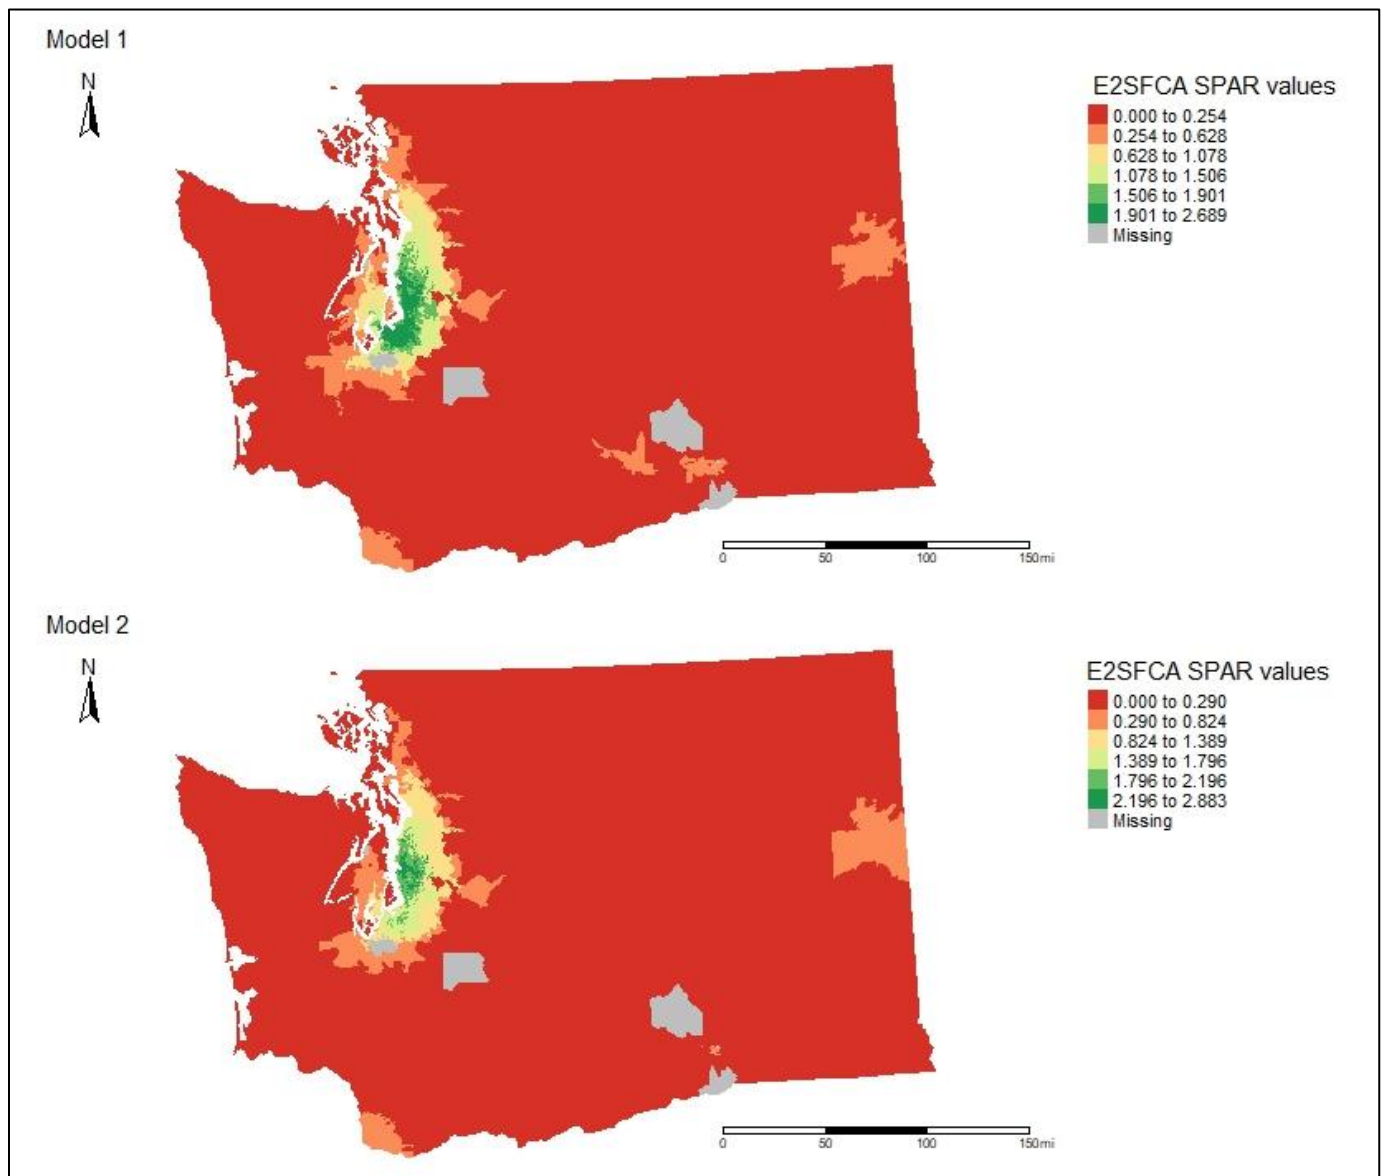 Model 1
N
E2SFCA SPAR values
0.000 to 0.254
0.254 to 0.628
0.628 to 1.078
1.078 to 1.506
1.506 to 1.901
1.901 to 2.689
Missing
0 50 100 150mi
Model 2
N
E2SFCA SPAR values
0.000 to 0.290
0.290 to 0.824
0.824 to 1.389
1.389 to 1.796
1.796 to 2.196
2.196 to 2.883
Missing
0 50 100 150mi